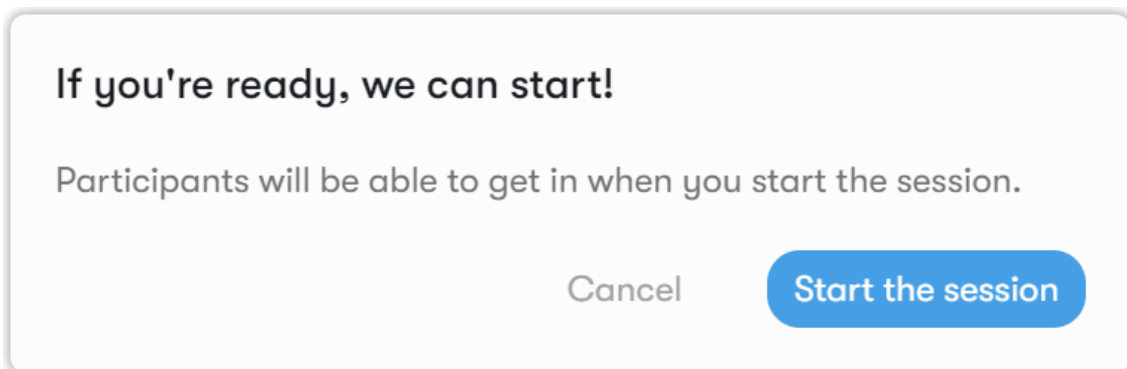 If you're ready, we can start!
Participants will be able to get in when you start the session.
Cancel Start the session